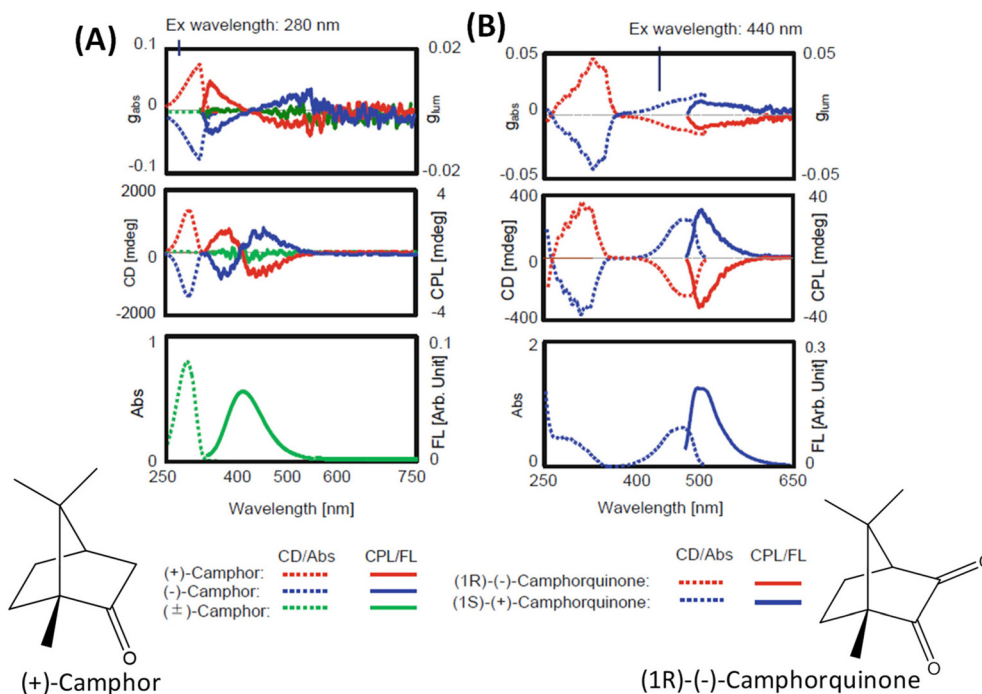 (A)
Ex wavelength: 280 nm
0.1
0
-0.1
gabs
0.02
-0.02
glum
2000
0
-2000
CD [mdeg]
4
-4
CPL [mdeg]
1
0
Abs
0.1
0
FL [Arb. Unit]
250 400 500 600 750
Wavelength [nm]
CD/Abs CPL/FL
(+)-Camphor:
(-)-Camphor:
(±)-Camphor:
O
(+)-Camphor
(B)
Ex wavelength: 440 nm
0.05
0
-0.05
gabs
0.05
-0.05
glum
400
0
-400
CD [mdeg]
40
-40
CPL [mdeg]
2
0
Abs
0.3
0
FL [Arb. Unit]
250 400 500 650
Wavelength [nm]
CD/Abs CPL/FL
(1R)-(-)-Camphorquinone:
(1S)-(+)-Camphorquinone:
O
O
(1R)-(-)-Camphorquinone